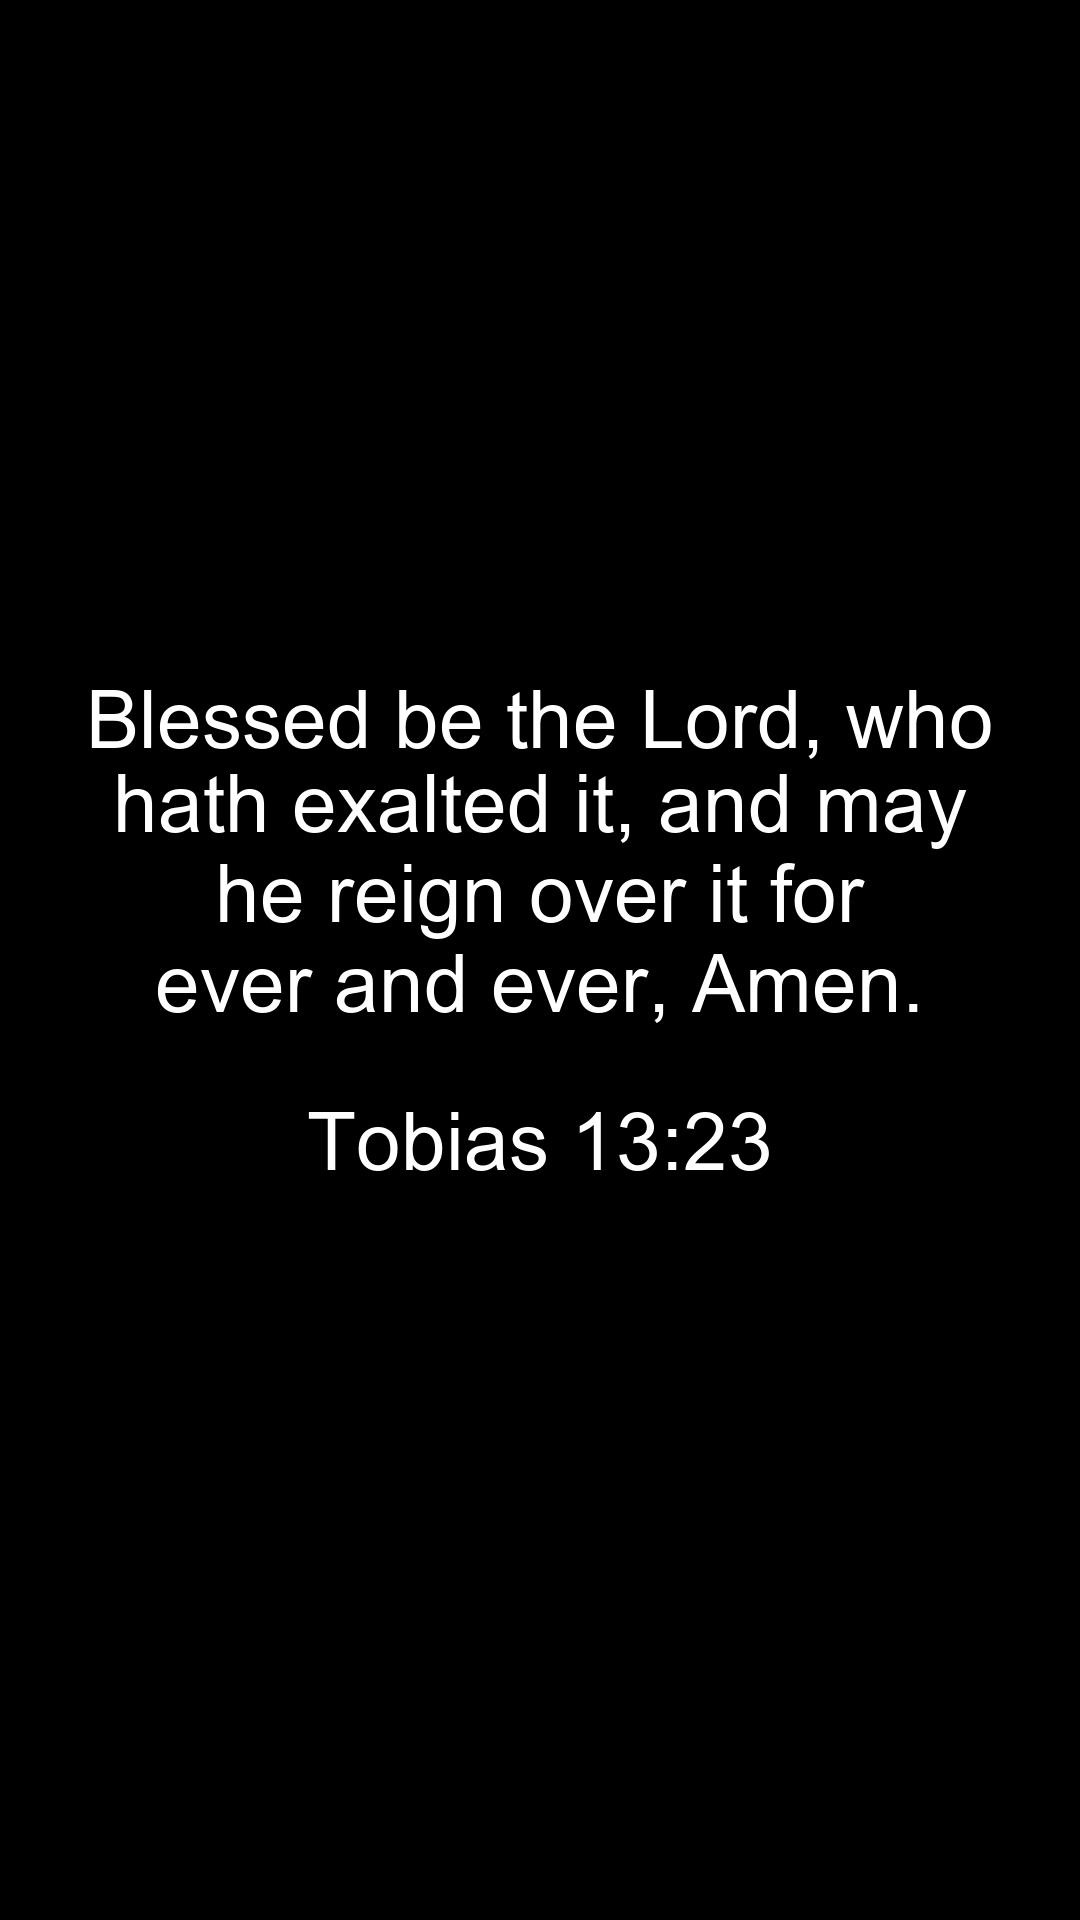 Blessed be the Lord, who
hath exalted it, and may
he reign over it for
ever and ever, Amen.
Tobias 13:23